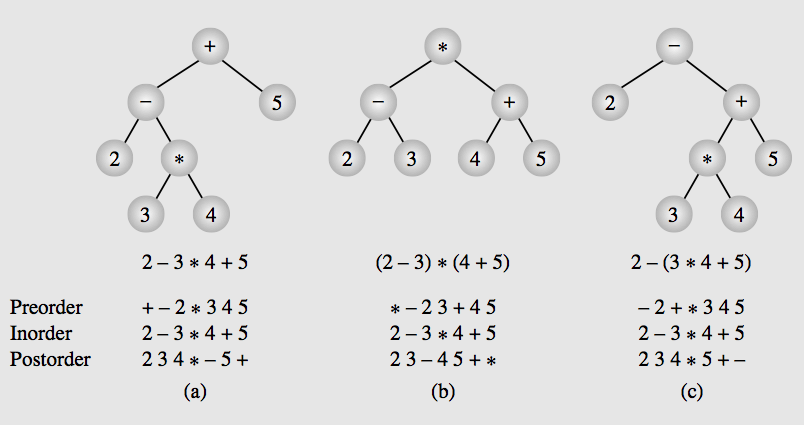 + * −
− 5 − + 2 +
2 * 2 3 4 5 * 5
3 4 3 4
2 – 3 * 4 + 5 (2 – 3) * (4 + 5) 2 – (3 * 4 + 5)
Preorder + – 2 * 3 4 5 * – 2 3 + 4 5 – 2 + * 3 4 5
Inorder 2 – 3 * 4 + 5 2 – 3 * 4 + 5 2 – 3 * 4 + 5
Postorder 2 3 4 * – 5 + 2 3 – 4 5 + * 2 3 4 * 5 + –
(a) (b) (c)